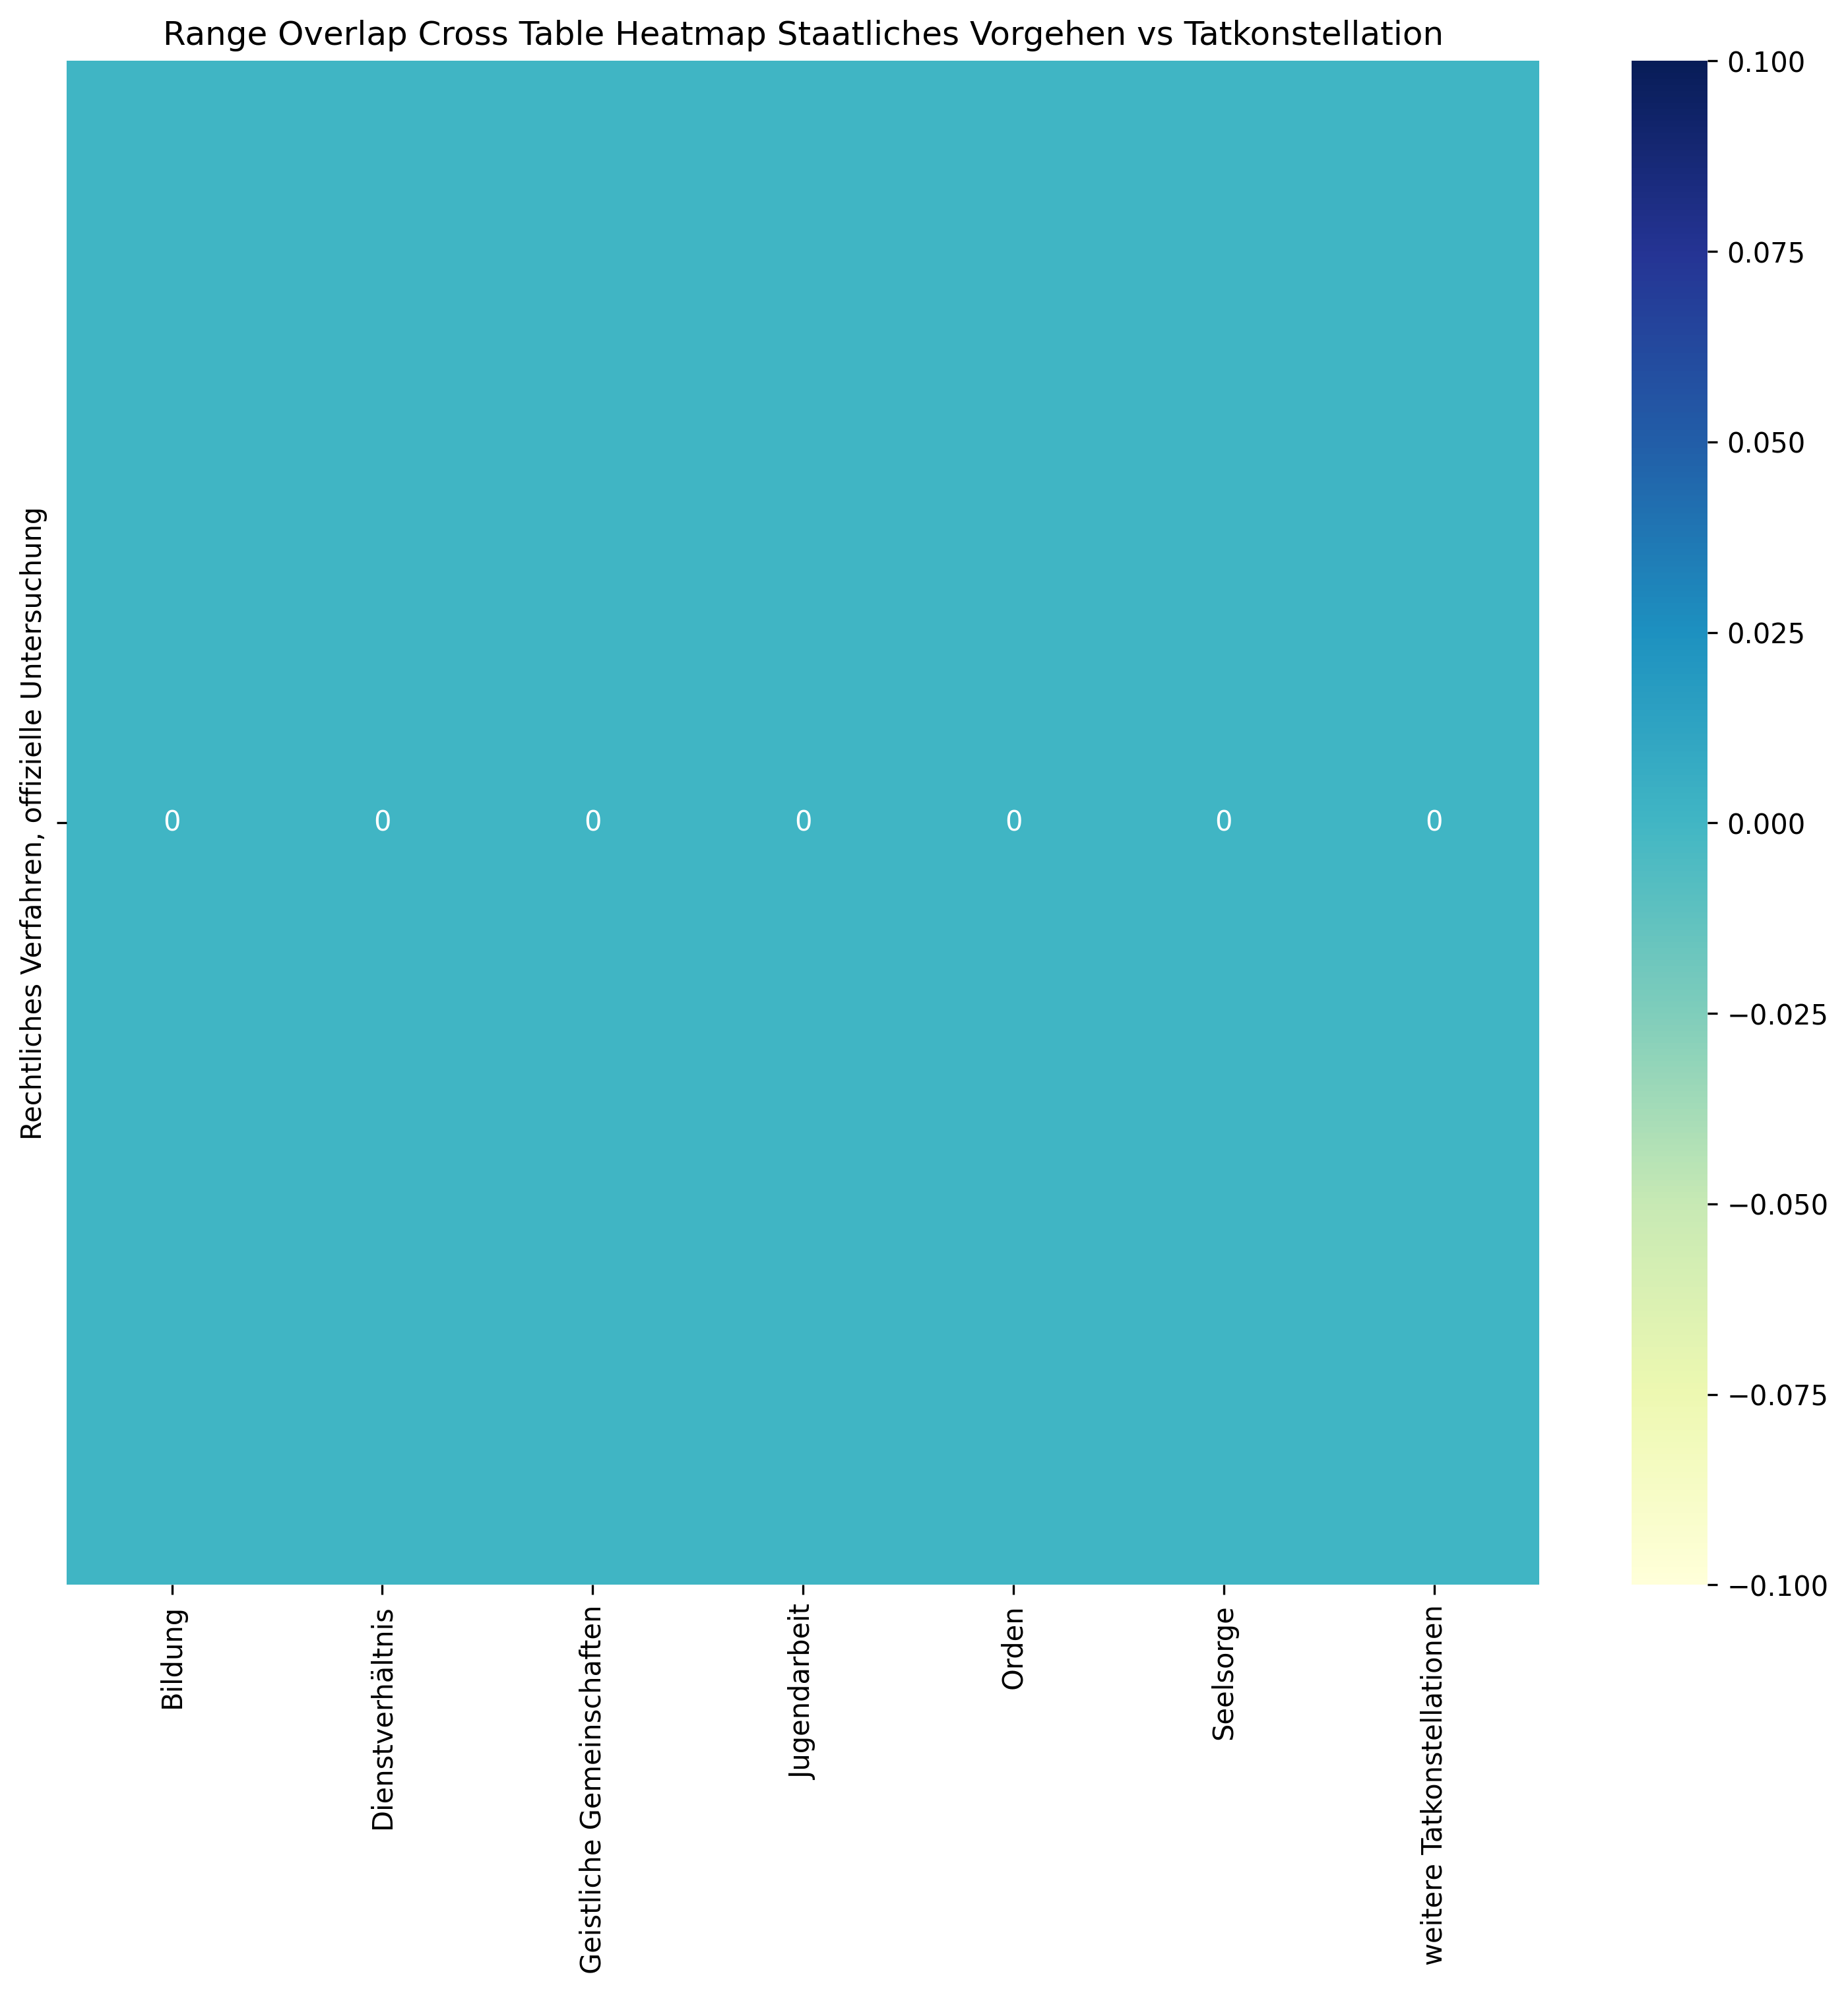 Range Overlap Cross Table Heatmap Staatliches Vorgehen vs Tatkonstellation
Rechtliches Verfahren, offizielle Untersuchung
0 0 0 0 0 0 0
Bildung
Dienstverhältnis
Geistliche Gemeinschaften
Jugendarbeit
Orden
Seelsorge
weitere Tatkonstellationen
0.100
0.075
0.050
0.025
0.000
−0.025
−0.050
−0.075
−0.100